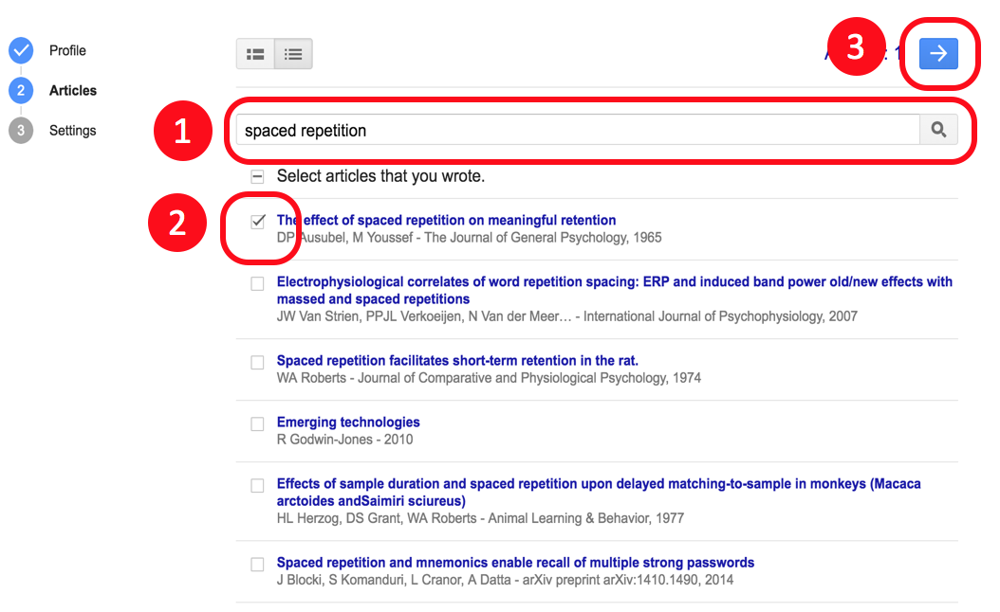 Profile
2
Articles
3
Settings
3
: 1
1
spaced repetition
Select articles that you wrote.
2
The effect of spaced repetition on meaningful retention
DP Ausubel, M Youssef - The Journal of General Psychology, 1965
Electrophysiological correlates of word repetition spacing: ERP and induced band power old/new effects with
massed and spaced repetitions
JW Van Strien, PPJL Verkoeijen, N Van der Meer… - International Journal of Psychophysiology, 2007
Spaced repetition facilitates short-term retention in the rat.
WA Roberts - Journal of Comparative and Physiological Psychology, 1974
Emerging technologies
R Godwin-Jones - 2010
Effects of sample duration and spaced repetition upon delayed matching-to-sample in monkeys (Macaca
arctoides andSaimiri sciureus)
HL Herzog, DS Grant, WA Roberts - Animal Learning & Behavior, 1977
Spaced repetition and mnemonics enable recall of multiple strong passwords
J Blocki, S Komanduri, L Cranor, A Datta - arXiv preprint arXiv:1410.1490, 2014